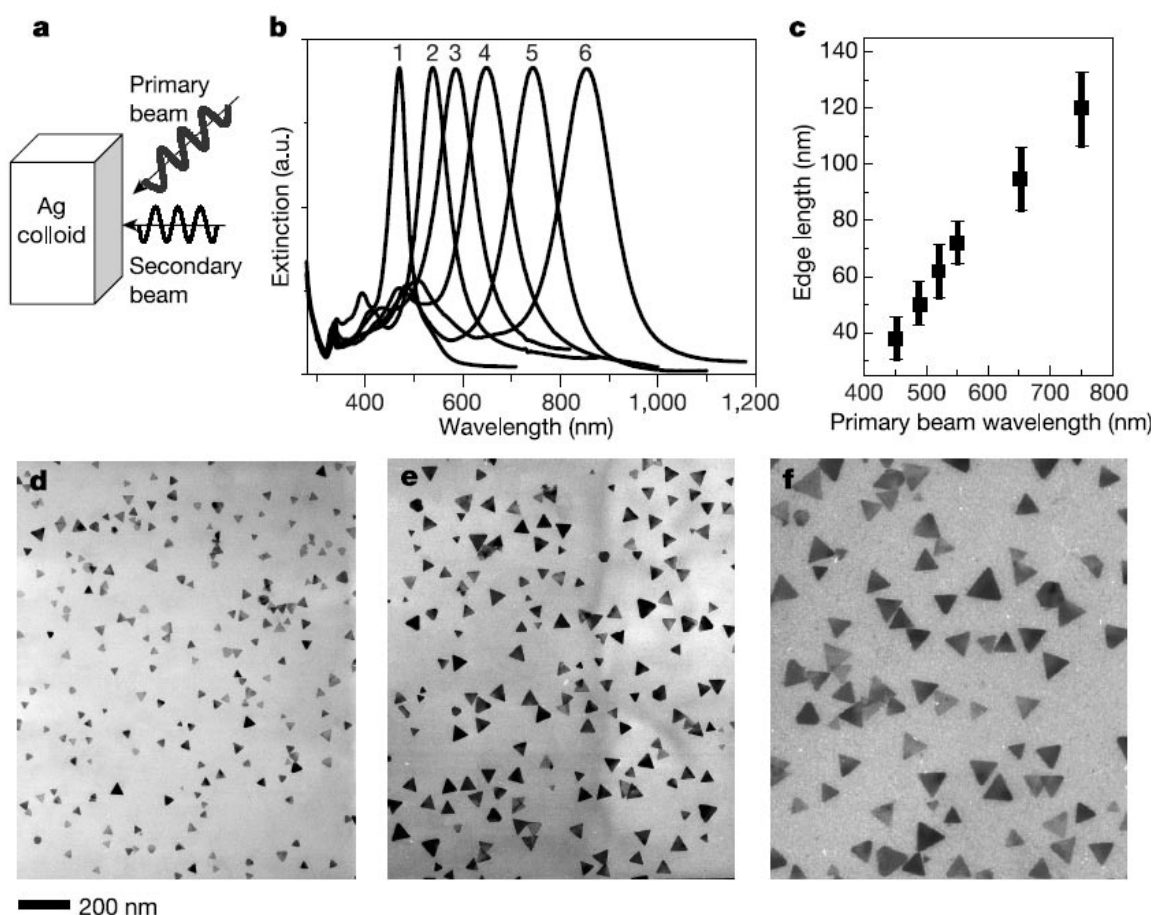 a
Primary
beam
Ag
colloid
Secondary
beam
b
1 2 3 4 5 6
Extinction (a.u.)
400 600 800 1,000 1,200
Wavelength (nm)
c
140
120
100
80
60
40
Edge length (nm)
400 500 600 700 800
Primary beam wavelength (nm)
d
e
f
200 nm